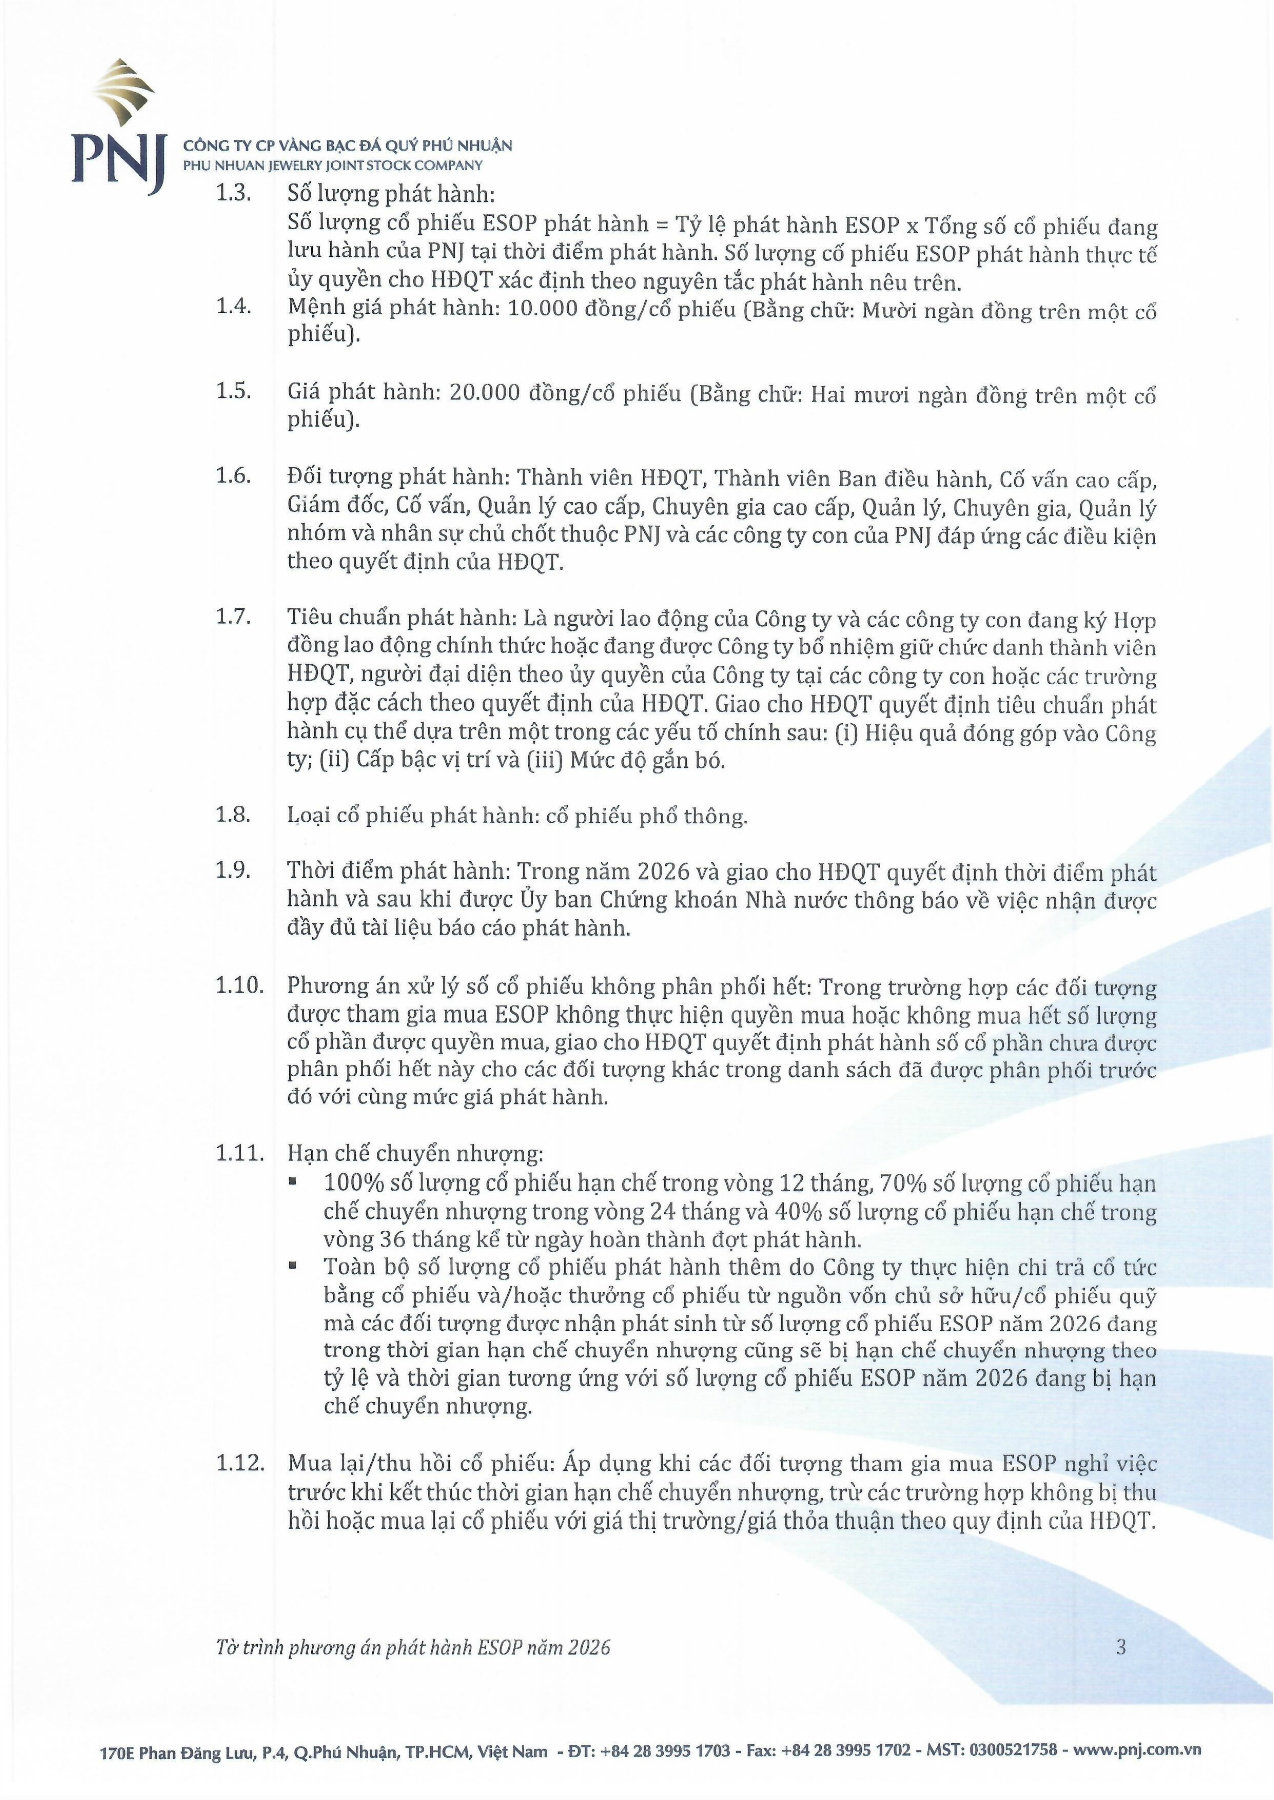 PNJ
CÔNG TY CP VÀNG BẠC ĐÁ QUÝ PHÚ NHUẬN
PHU NHUAN JEWELRY JOINT STOCK COMPANY
1.3. Số lượng phát hành:
Số lượng cổ phiếu ESOP phát hành = Tỷ lệ phát hành ESOP x Tổng số cổ phiếu đang
lưu hành của PNJ tại thời điểm phát hành. Số lượng cổ phiếu ESOP phát hành thực tế
ủy quyền cho HĐQT xác định theo nguyên tắc phát hành nêu trên.
1.4. Mệnh giá phát hành: 10.000 đồng/cổ phiếu (Bằng chữ: Mười ngàn đồng trên một cổ
phiếu).
1.5. Giá phát hành: 20.000 đồng/cổ phiếu (Bằng chữ: Hai mươi ngàn đồng trên một cổ
phiếu).
1.6. Đối tượng phát hành: Thành viên HĐQT, Thành viên Ban điều hành, Cố vấn cao cấp,
Giám đốc, Cố vấn, Quản lý cao cấp, Chuyên gia cao cấp, Quản lý, Chuyên gia, Quản lý
nhóm và nhân sự chủ chốt thuộc PNJ và các công ty con của PNJ đáp ứng các điều kiện
theo quyết định của HĐQT.
1.7. Tiêu chuẩn phát hành: Là người lao động của Công ty và các công ty con đang ký Hợp
đồng lao động chính thức hoặc đang được Công ty bổ nhiệm giữ chức danh thành viên
HĐQT, người đại diện theo ủy quyền của Công ty tại các công ty con hoặc các trường
hợp đặc cách theo quyết định của HĐQT. Giao cho HĐQT quyết định tiêu chuẩn phát
hành cụ thể dựa trên một trong các yếu tố chính sau: (i) Hiệu quả đóng góp vào Công
ty; (ii) Cấp bậc vị trí và (iii) Mức độ gắn bó.
1.8. Loại cổ phiếu phát hành: cổ phiếu phổ thông.
1.9. Thời điểm phát hành: Trong năm 2026 và giao cho HĐQT quyết định thời điểm phát
hành và sau khi được Ủy ban Chứng khoán Nhà nước thông báo về việc nhận được
đầy đủ tài liệu báo cáo phát hành.
1.10. Phương án xử lý số cổ phiếu không phân phối hết: Trong trường hợp các đối tượng
được tham gia mua ESOP không thực hiện quyền mua hoặc không mua hết số lượng
cổ phần được quyền mua, giao cho HĐQT quyết định phát hành số cổ phần chưa được
phân phối hết này cho các đối tượng khác trong danh sách đã được phân phối trước
đó với cùng mức giá phát hành.
1.11. Hạn chế chuyển nhượng:
▪ 100% số lượng cổ phiếu hạn chế trong vòng 12 tháng, 70% số lượng cổ phiếu hạn
chế chuyển nhượng trong vòng 24 tháng và 40% số lượng cổ phiếu hạn chế trong
vòng 36 tháng kể từ ngày hoàn thành đợt phát hành.
▪ Toàn bộ số lượng cổ phiếu phát hành thêm do Công ty thực hiện chi trả cổ tức
bằng cổ phiếu và/hoặc thưởng cổ phiếu từ nguồn vốn chủ sở hữu/cổ phiếu quỹ
mà các đối tượng được nhận phát sinh từ số lượng cổ phiếu ESOP năm 2026 đang
trong thời gian hạn chế chuyển nhượng cũng sẽ bị hạn chế chuyển nhượng theo
tỷ lệ và thời gian tương ứng với số lượng cổ phiếu ESOP năm 2026 đang bị hạn
chế chuyển nhượng.
1.12. Mua lại/thu hồi cổ phiếu: Áp dụng khi các đối tượng tham gia mua ESOP nghỉ việc
trước khi kết thúc thời gian hạn chế chuyển nhượng, trừ các trường hợp không bị thu
hồi hoặc mua lại cổ phiếu với giá thị trường/giá thỏa thuận theo quy định của HĐQT.
Tờ trình phương án phát hành ESOP năm 2026 3
170E Phan Đăng Lưu, P.4, Q.Phú Nhuận, TP.HCM, Việt Nam - ĐT: +84 28 3995 1703 - Fax: +84 28 3995 1702 - MST: 0300521758 - www.pnj.com.vn